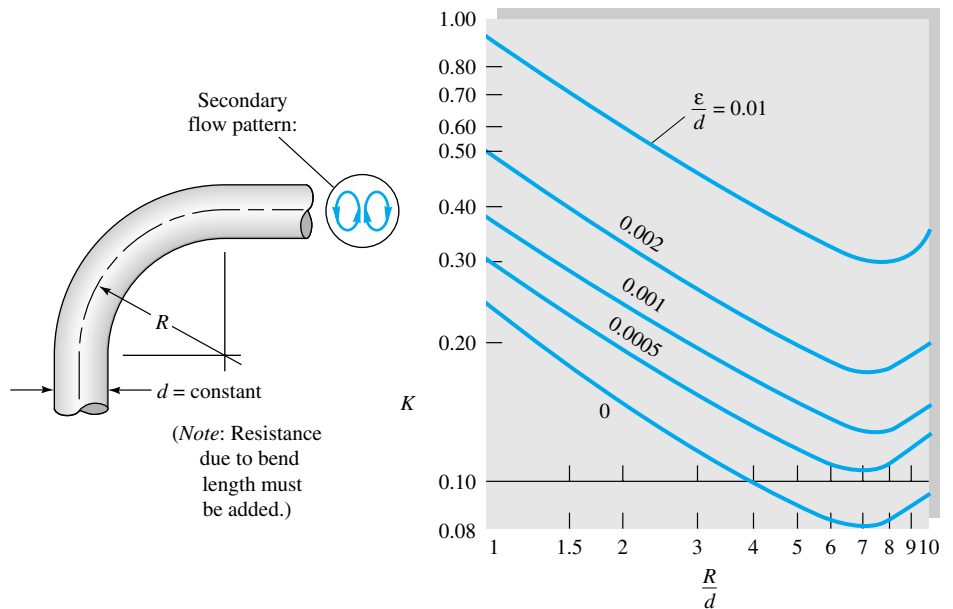 Secondary
flow pattern:
R
d = constant
(Note: Resistance
due to bend
length must
be added.)
K
1.00
0.80
0.70
0.60
0.50
0.40
0.30
0.20
0.10
0.08
ε/d = 0.01
0.002
0.001
0.0005
0
1 1.5 2 3 4 5 6 7 8 9 10
R/d